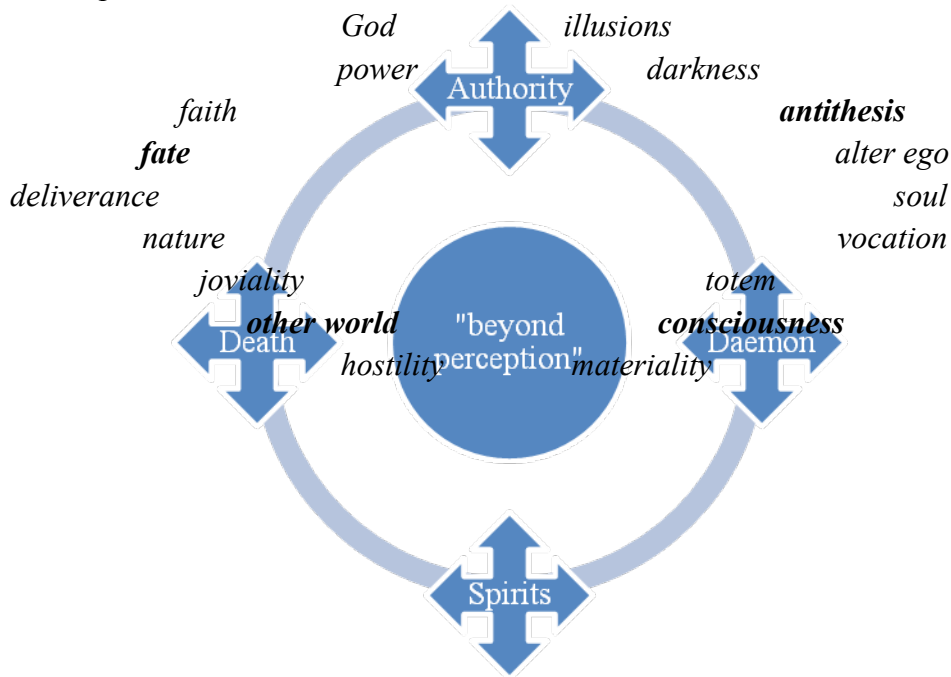 God illusions
power Authority darkness
faith antithesis
fate alter ego
deliverance soul
nature vocation
joviality totem
other world "beyond consciousness
Death Daemon
hostility perception" materiality
Spirits